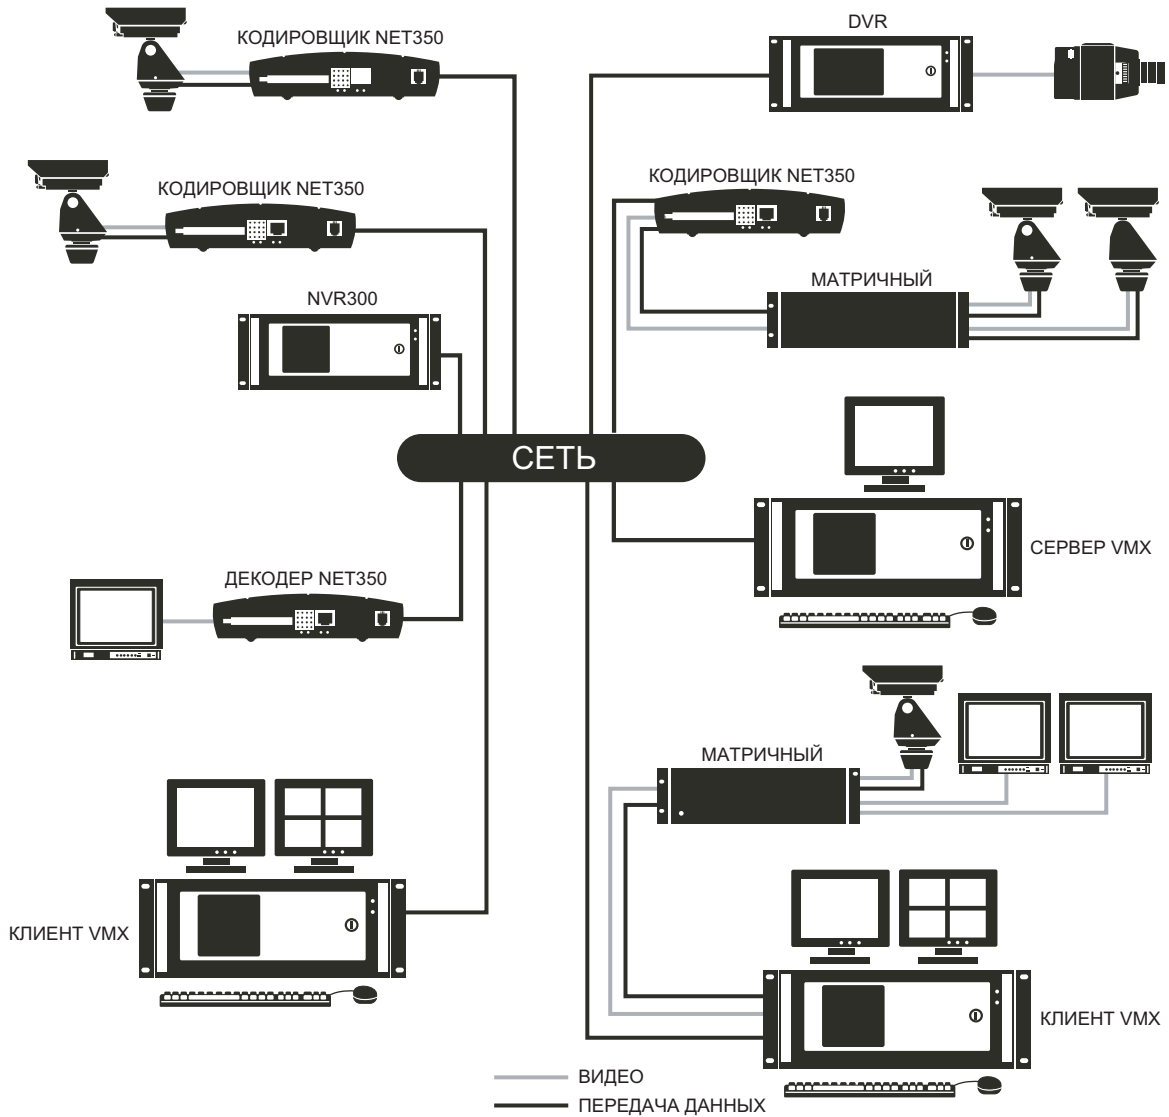 КОДИРОВЩИК NET350
DVR
КОДИРОВЩИК NET350
КОДИРОВЩИК NET350
МАТРИЧНЫЙ
NVR300
СЕТЬ
СЕРВЕР VMX
ДЕКОДЕР NET350
МАТРИЧНЫЙ
КЛИЕНТ VMX
КЛИЕНТ VMX
ВИДЕО
ПЕРЕДАЧА ДАННЫХ